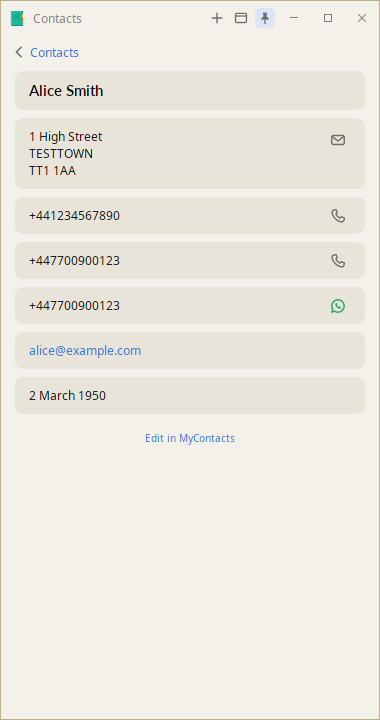 Contacts
Contacts
Alice Smith
1 High Street
TESTTOWN
TT1 1AA
+441234567890
+447700900123
+447700900123
alice@example.com
2 March 1950
Edit in MyContacts